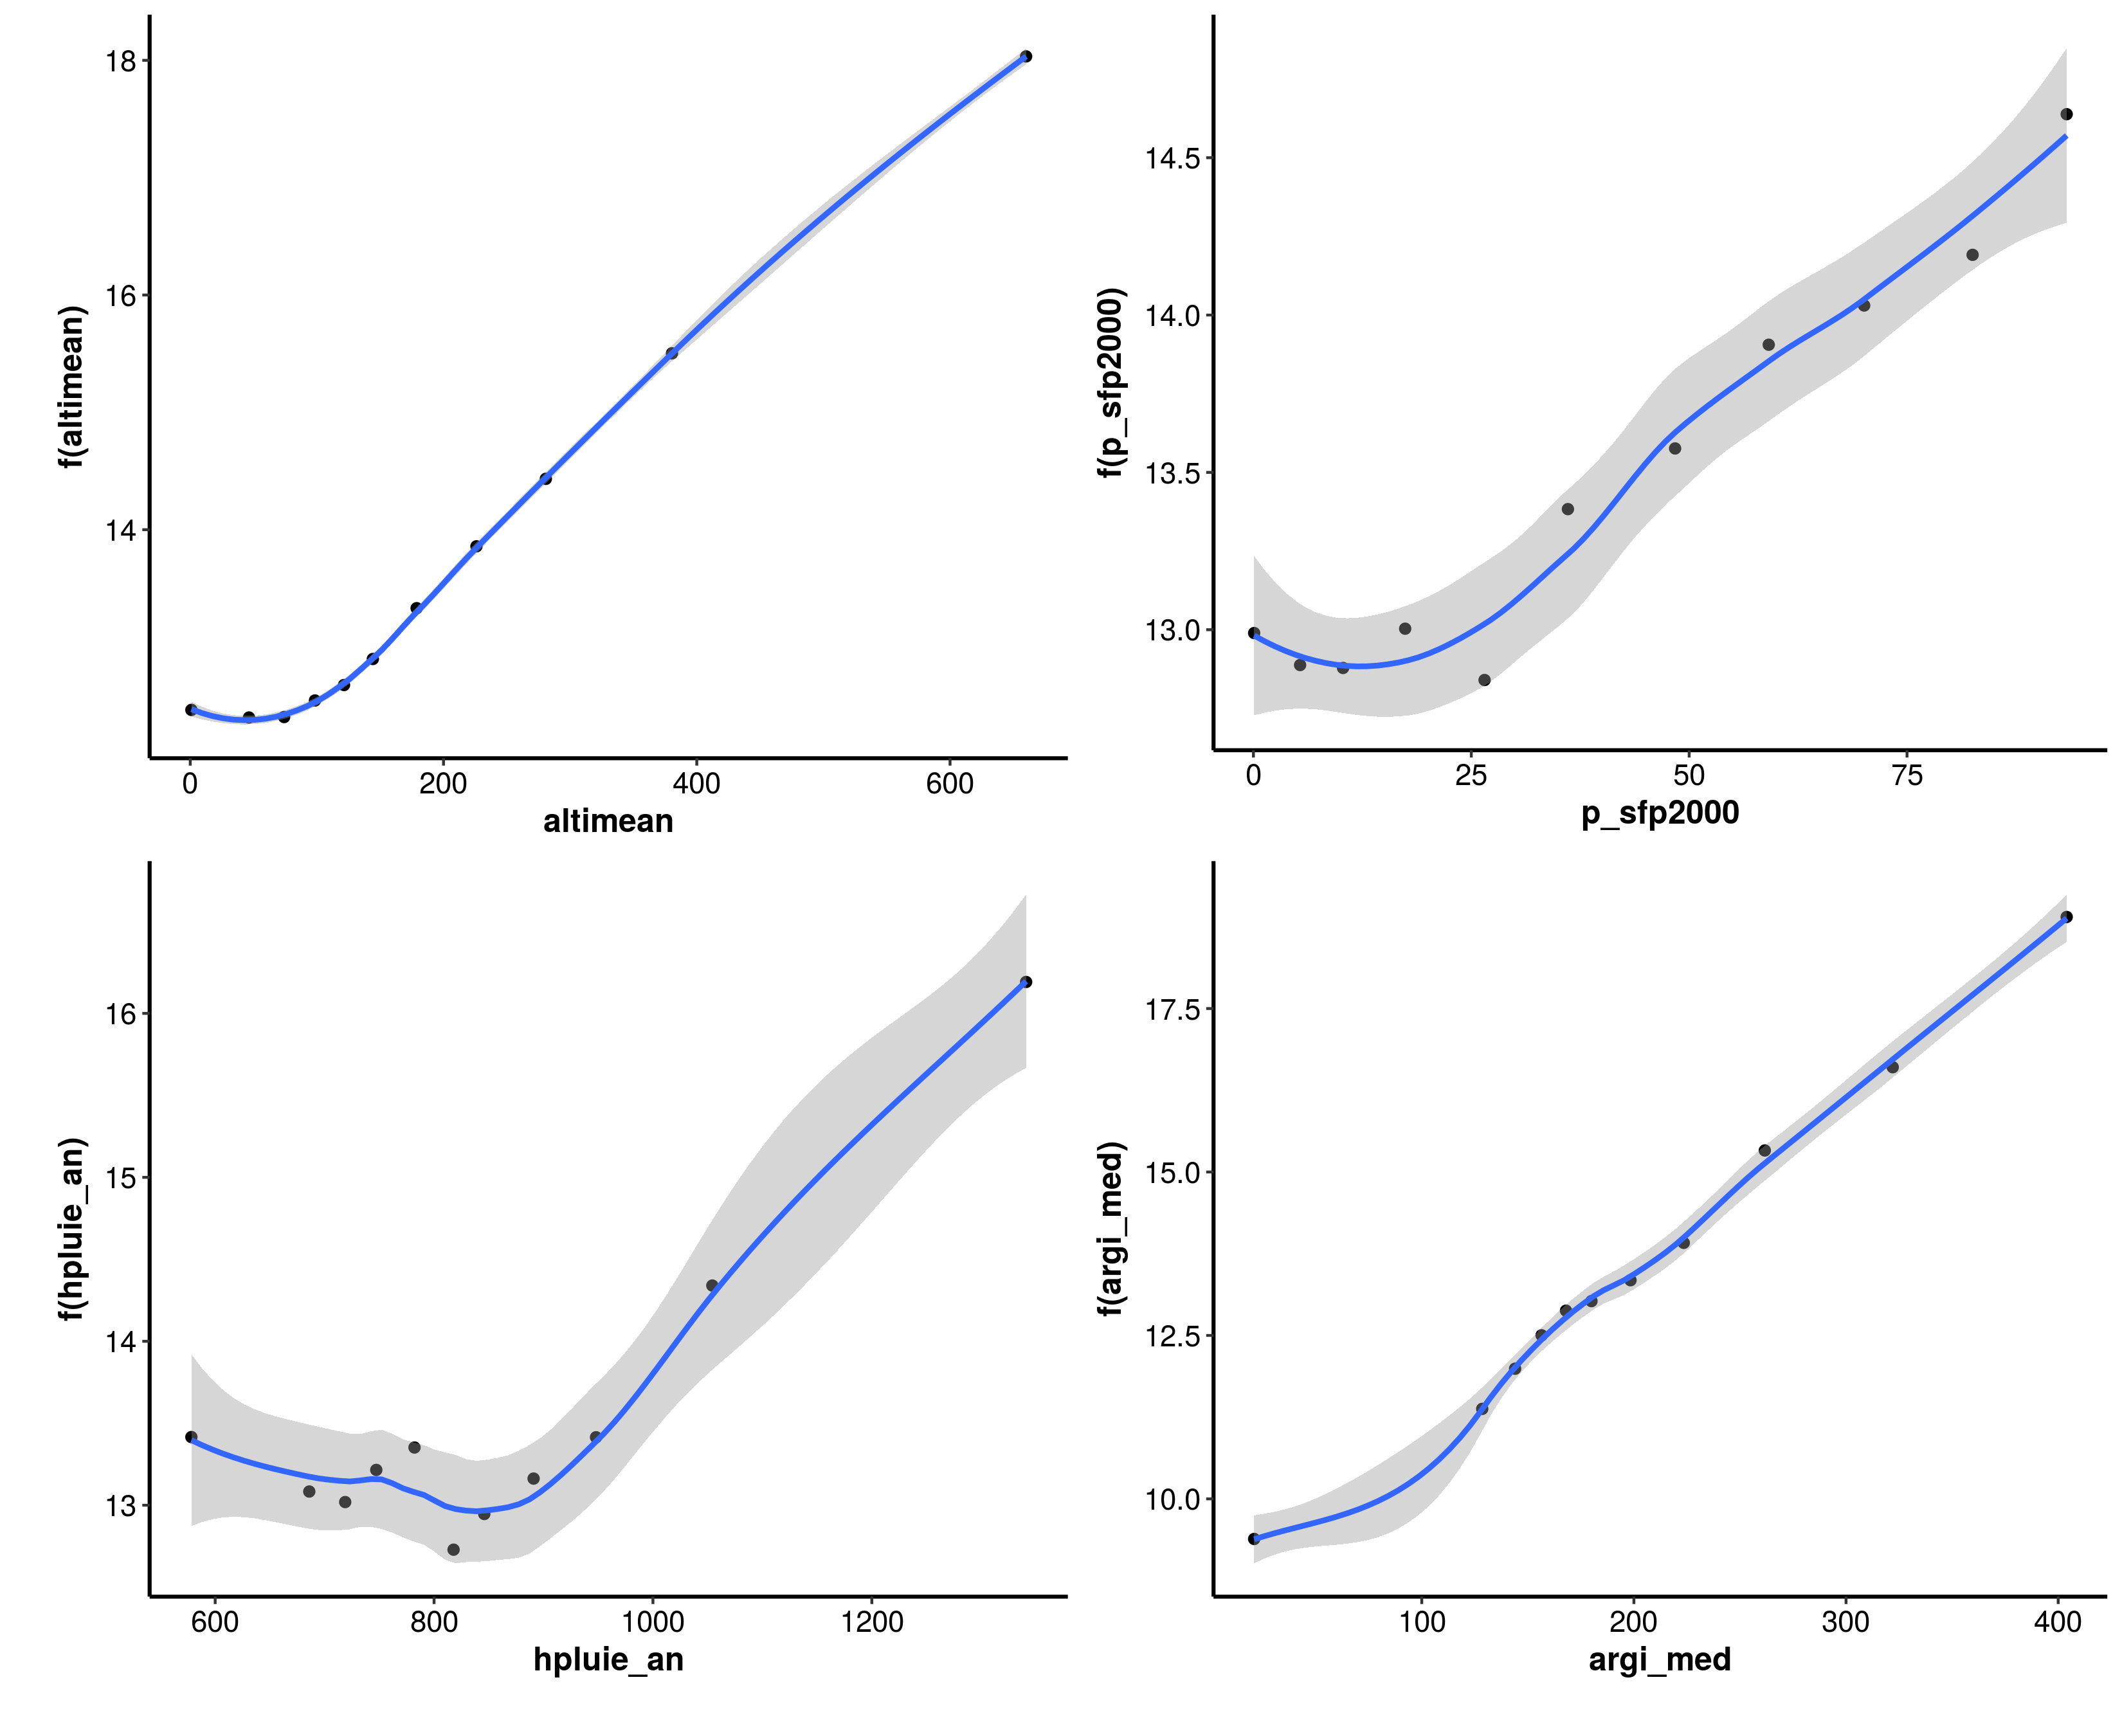 18
16
14
f(altimean)
0 200 400 600
altimean
14.5
14.0
13.5
13.0
f(p_sfp2000)
0 25 50 75
p_sfp2000
16
15
14
13
f(hpluie_an)
600 800 1000 1200
hpluie_an
17.5
15.0
12.5
10.0
f(argi_med)
100 200 300 400
argi_med